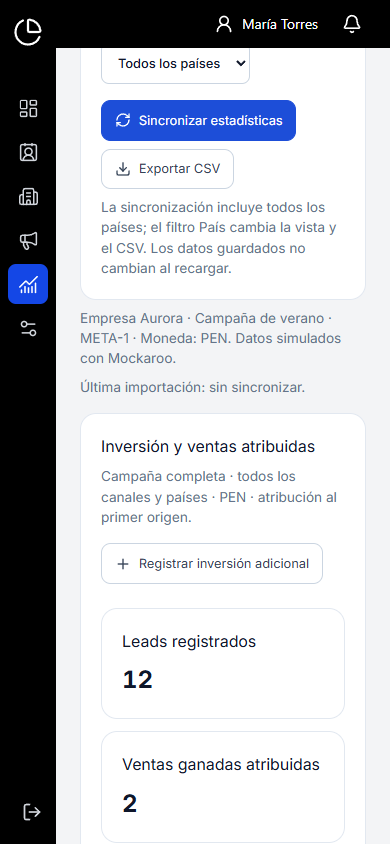 María Torres
Todos los países
Sincronizar estadísticas
Exportar CSV
La sincronización incluye todos los
países; el filtro País cambia la vista y
el CSV. Los datos guardados no
cambian al recargar.
Empresa Aurora · Campaña de verano ·
META-1 · Moneda: PEN. Datos simulados
con Mockaroo.
Última importación: sin sincronizar.
Inversión y ventas atribuidas
Campaña completa · todos los
canales y países · PEN · atribución al
primer origen.
Registrar inversión adicional
Leads registrados
12
Ventas ganadas atribuidas
2